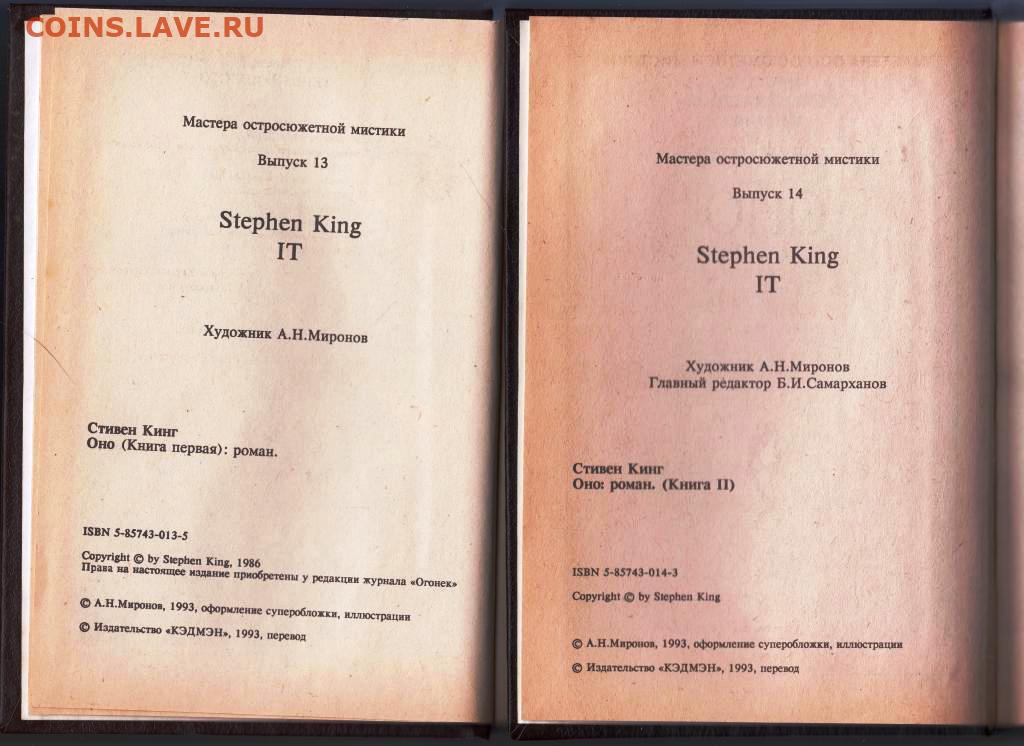 COINS.LAVE.RU
Мастера остросюжетной мистики
Выпуск 13
Stephen King
IT
Художник А.Н.Миронов
Стивен Кинг
Оно (Книга первая): роман.
ISBN 5-85743-013-5
Copyright © by Stephen King, 1986
Права на настоящее издание приобретены у редакции журнала «Огонек»
© А.Н.Миронов, 1993, оформление суперобложки, иллюстрации
© Издательство «КЭДМЭН», 1993, перевод
Мастера остросюжетной мистики
Выпуск 14
Stephen King
IT
Художник А.Н.Миронов
Главный редактор Б.И.Самарханов
Стивен Кинг
Оно: роман. (Книга II)
ISBN 5-85743-014-3
Copyright © by Stephen King
© А.Н.Миронов, 1993, оформление суперобложки, иллюстрации
© Издательство «КЭДМЭН», 1993, перевод